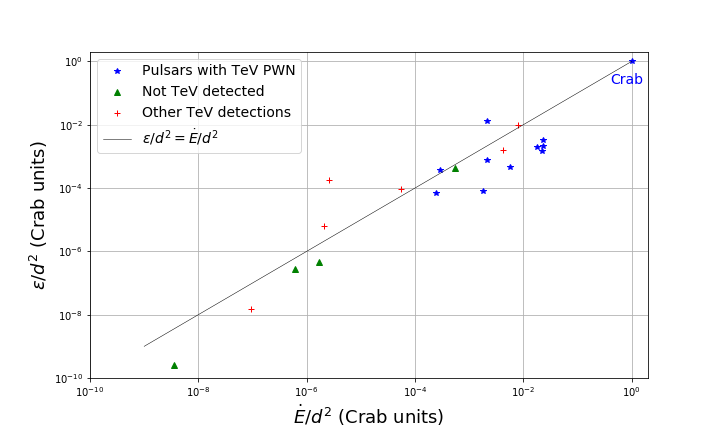 Pulsars with TeV PWN
Not TeV detected
Other TeV detections
ε/d² = Ė/d²
Crab
ε/d² (Crab units)
10⁰
10⁻²
10⁻⁴
10⁻⁶
10⁻⁸
10⁻¹⁰
10⁻¹⁰ 10⁻⁸ 10⁻⁶ 10⁻⁴ 10⁻² 10⁰
Ė/d² (Crab units)